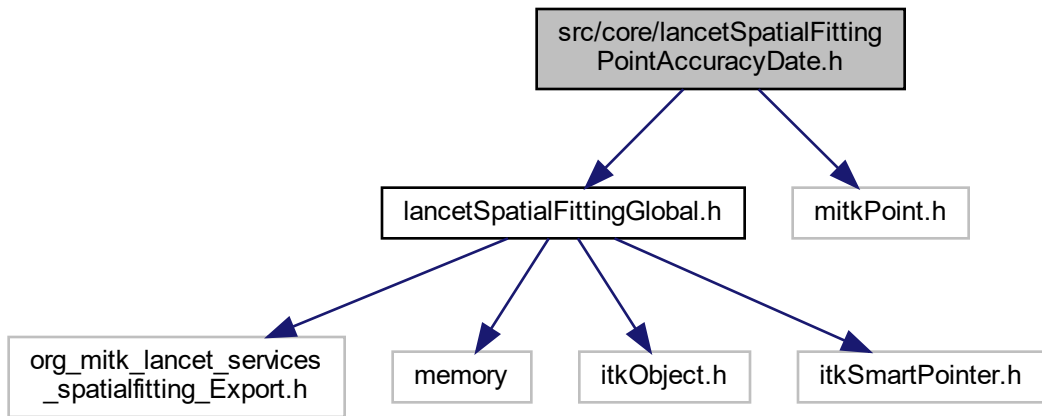 src/core/lancetSpatialFitting
PointAccuracyDate.h
lancetSpatialFittingGlobal.h
mitkPoint.h
org_mitk_lancet_services
_spatialfitting_Export.h
memory
itkObject.h
itkSmartPointer.h